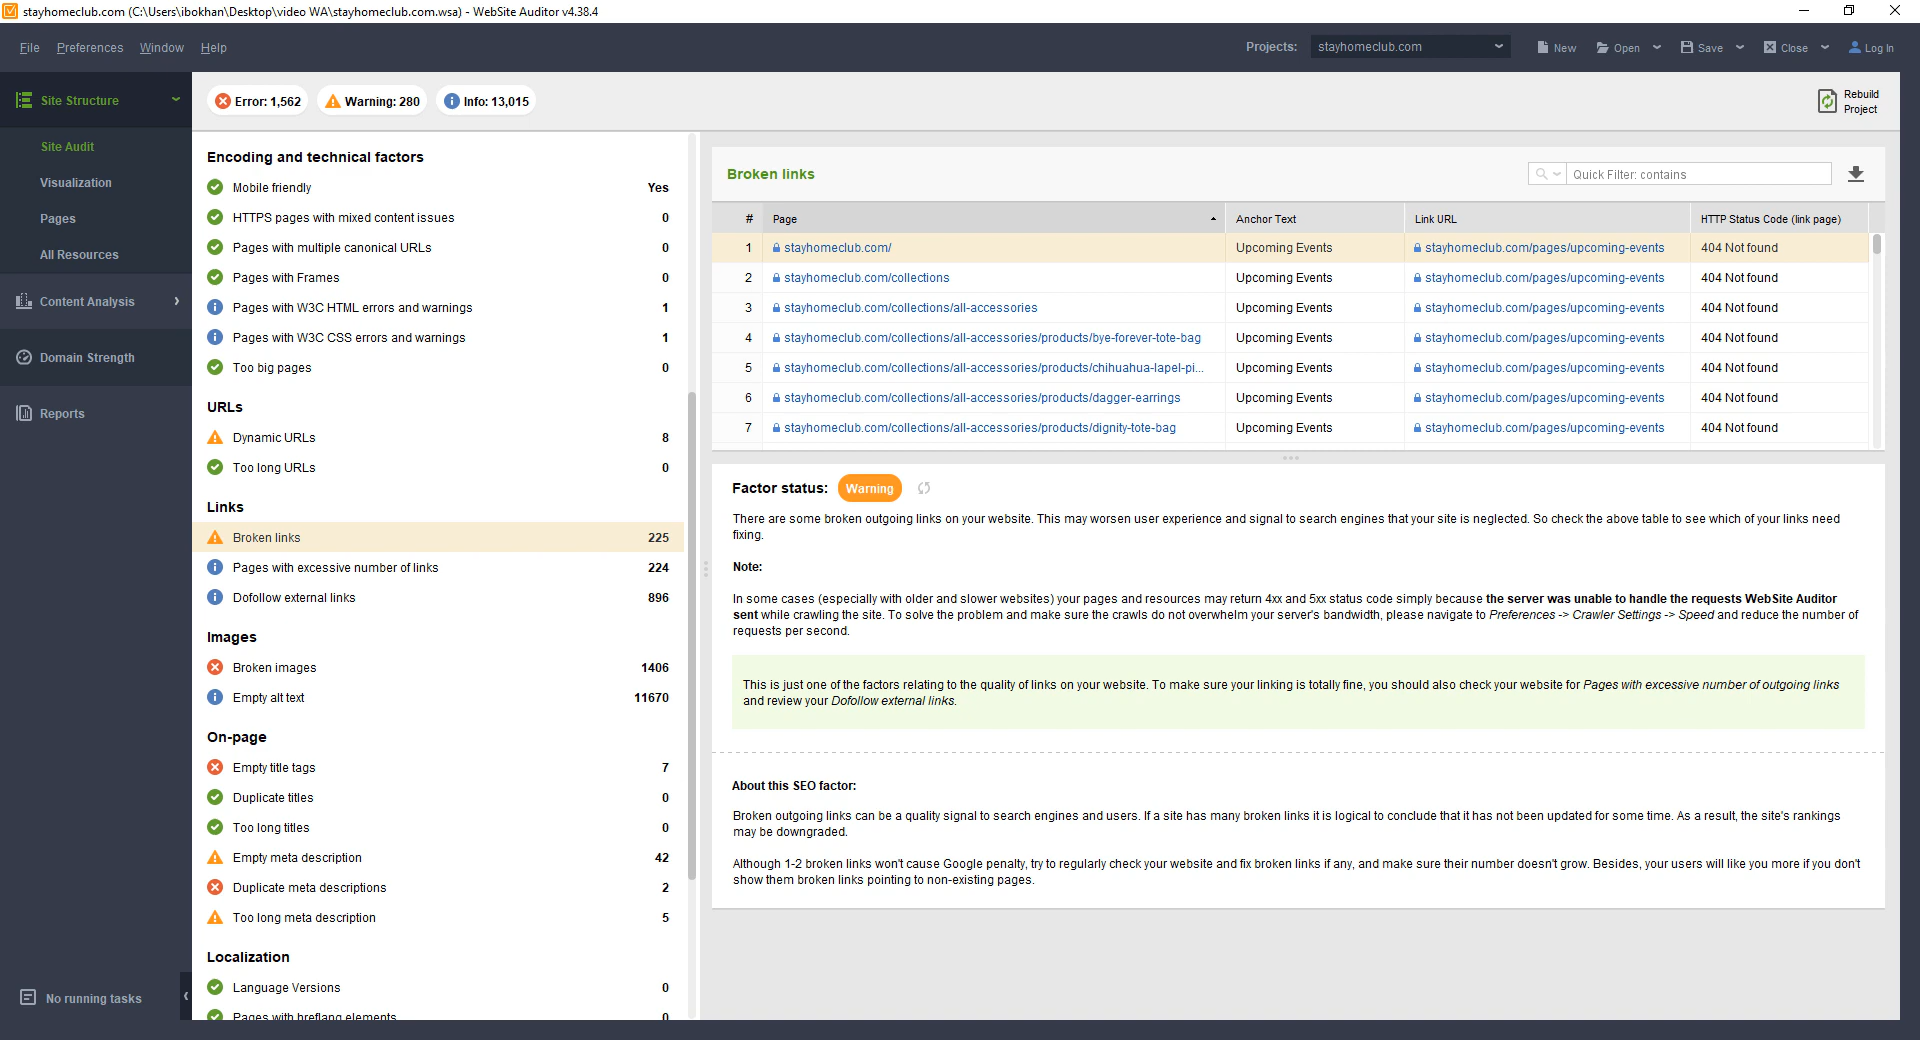 stayhomeclub.com (C:\Users\ibokhan\Desktop\video WA\stayhomeclub.com.wsa) - WebSite Auditor v4.38.4
File Preferences Window Help
Projects: stayhomeclub.com New Open Save Close Log In
Site Structure
Site Audit
Visualization
Pages
All Resources
Content Analysis
Domain Strength
Reports
No running tasks
Error: 1,562 Warning: 280 Info: 13,015
Rebuild
Project
Encoding and technical factors
Mobile friendly Yes
HTTPS pages with mixed content issues 0
Pages with multiple canonical URLs 0
Pages with Frames 0
Pages with W3C HTML errors and warnings 1
Pages with W3C CSS errors and warnings 1
Too big pages 0
URLs
Dynamic URLs 8
Too long URLs 0
Links
Broken links 225
Pages with excessive number of links 224
Dofollow external links 896
Images
Broken images 1406
Empty alt text 11670
On-page
Empty title tags 7
Duplicate titles 0
Too long titles 0
Empty meta description 42
Duplicate meta descriptions 2
Too long meta description 5
Localization
Language Versions 0
Pages with hreflang elements 0
Broken links
Quick Filter: contains
# Page Anchor Text Link URL HTTP Status Code (link page)
1 stayhomeclub.com/ Upcoming Events stayhomeclub.com/pages/upcoming-events 404 Not found
2 stayhomeclub.com/collections Upcoming Events stayhomeclub.com/pages/upcoming-events 404 Not found
3 stayhomeclub.com/collections/all-accessories Upcoming Events stayhomeclub.com/pages/upcoming-events 404 Not found
4 stayhomeclub.com/collections/all-accessories/products/bye-forever-tote-bag Upcoming Events stayhomeclub.com/pages/upcoming-events 404 Not found
5 stayhomeclub.com/collections/all-accessories/products/chihuahua-lapel-pi... Upcoming Events stayhomeclub.com/pages/upcoming-events 404 Not found
6 stayhomeclub.com/collections/all-accessories/products/dagger-earrings Upcoming Events stayhomeclub.com/pages/upcoming-events 404 Not found
7 stayhomeclub.com/collections/all-accessories/products/dignity-tote-bag Upcoming Events stayhomeclub.com/pages/upcoming-events 404 Not found
Factor status: Warning
There are some broken outgoing links on your website. This may worsen user experience and signal to search engines that your site is neglected. So check the above table to see which of your links need
fixing.
Note:
In some cases (especially with older and slower websites) your pages and resources may return 4xx and 5xx status code simply because the server was unable to handle the requests WebSite Auditor
sent while crawling the site. To solve the problem and make sure the crawls do not overwhelm your server's bandwidth, please navigate to Preferences -> Crawler Settings -> Speed and reduce the number of
requests per second.
This is just one of the factors relating to the quality of links on your website. To make sure your linking is totally fine, you should also check your website for Pages with excessive number of outgoing links
and review your Dofollow external links.
About this SEO factor:
Broken outgoing links can be a quality signal to search engines and users. If a site has many broken links it is logical to conclude that it has not been updated for some time. As a result, the site's rankings
may be downgraded.
Although 1-2 broken links won't cause Google penalty, try to regularly check your website and fix broken links if any, and make sure their number doesn't grow. Besides, your users will like you more if you don't
show them broken links pointing to non-existing pages.